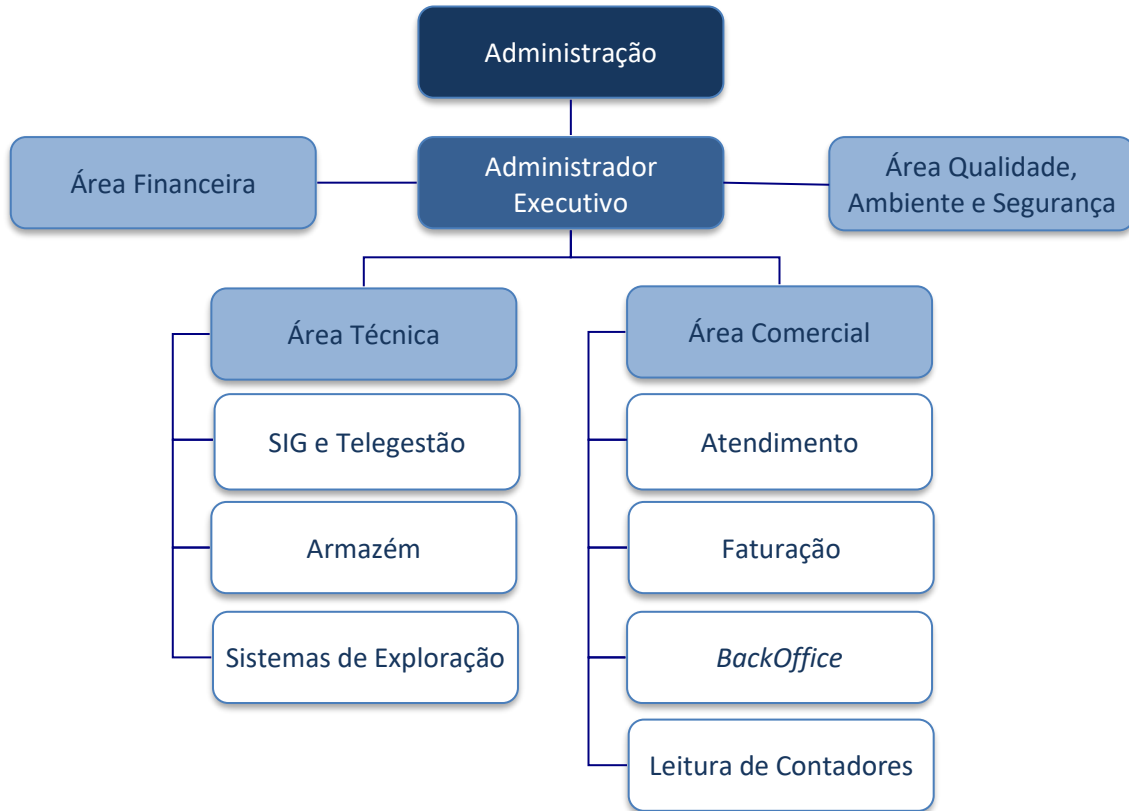 Administração
Área Financeira
Administrador
Executivo
Área Qualidade,
Ambiente e Segurança
Área Técnica
Área Comercial
SIG e Telegestão
Atendimento
Armazém
Faturação
Sistemas de Exploração
BackOffice
Leitura de Contadores